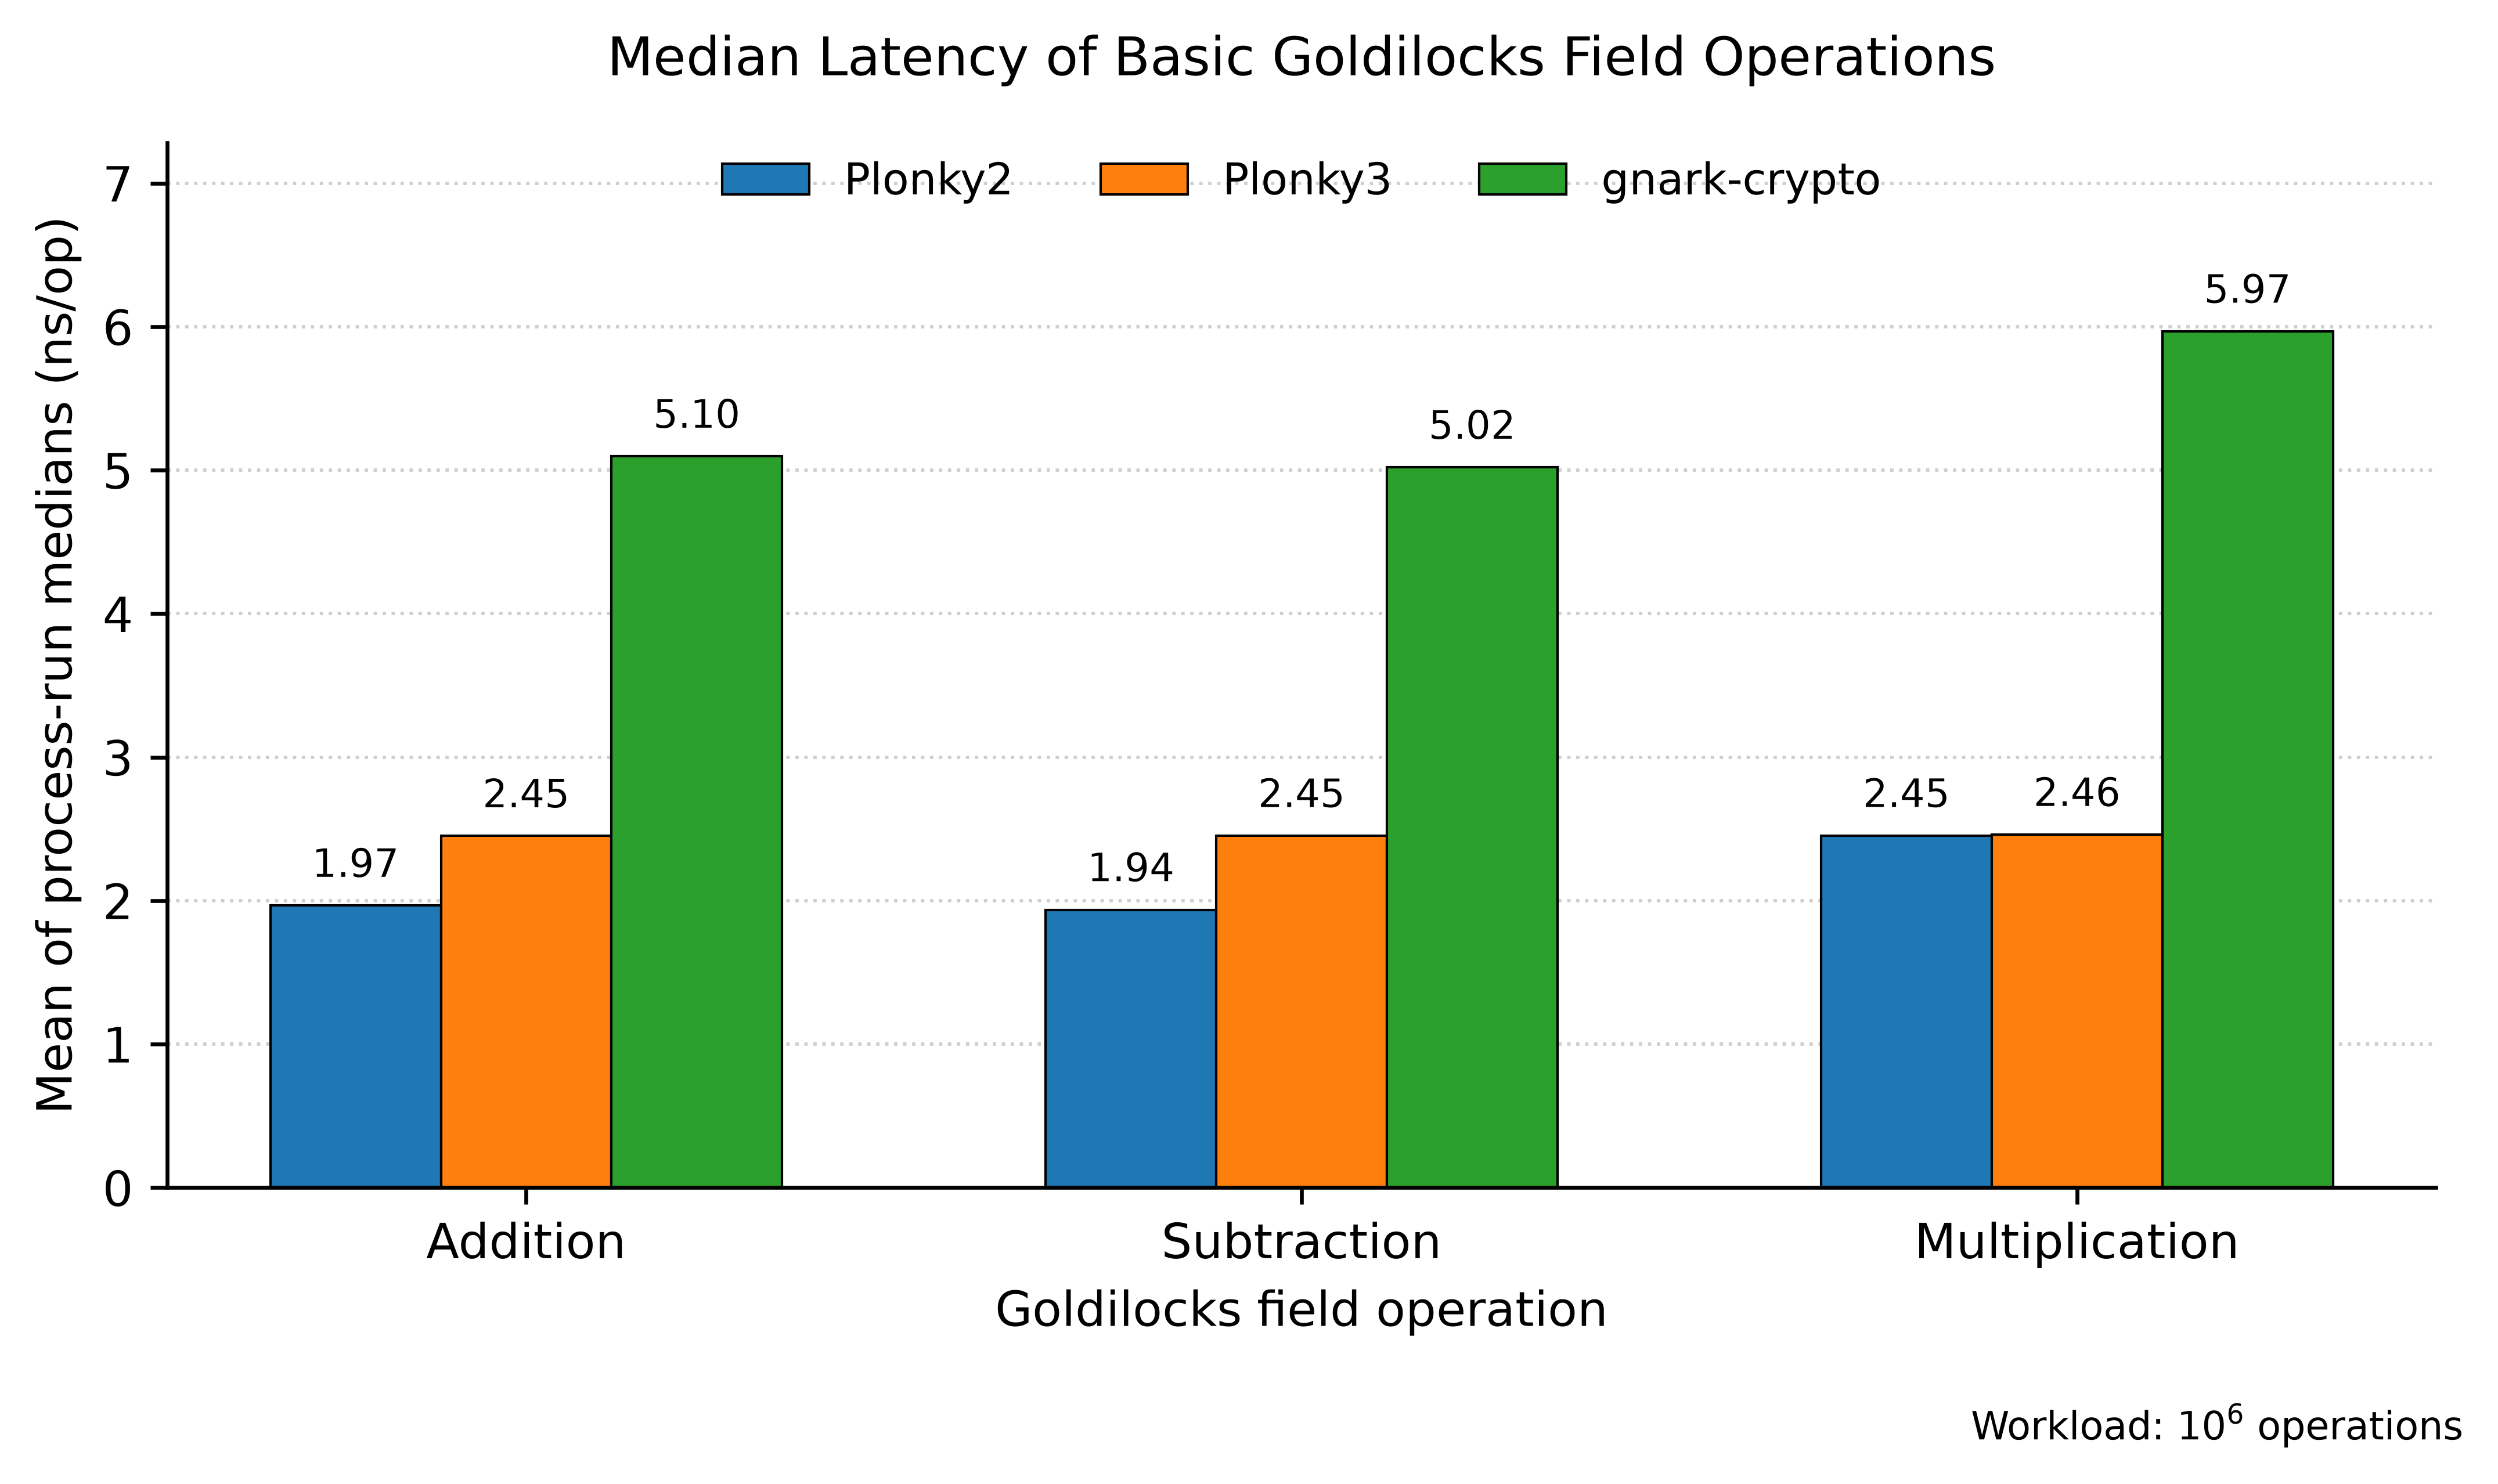 Median Latency of Basic Goldilocks Field Operations
Plonky2 Plonky3 gnark-crypto
Mean of process-run medians (ns/op)
7
6
5
4
3
2
1
0
1.97 2.45 5.10
1.94 2.45 5.02
2.45 2.46 5.97
Addition Subtraction Multiplication
Goldilocks field operation
Workload: 10⁶ operations